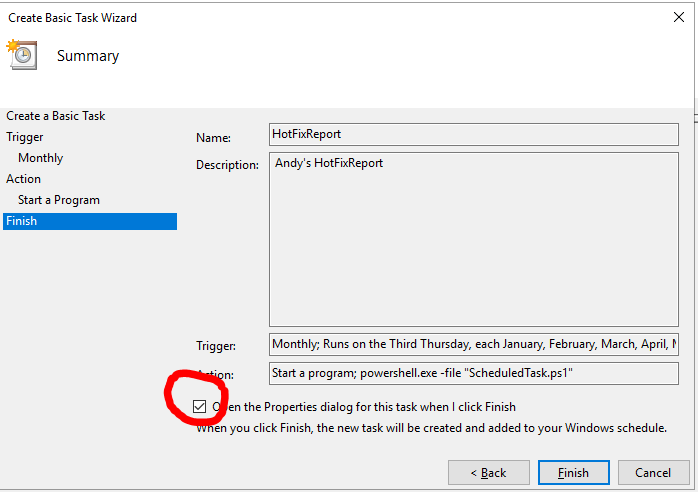 Create Basic Task Wizard
Summary
Create a Basic Task
Trigger
Monthly
Action
Start a Program
Finish
Name: HotFixReport
Description: Andy's HotFixReport
Trigger: Monthly; Runs on the Third Thursday, each January, February, March, April,
Action: Start a program; powershell.exe -file "ScheduledTask.ps1"
Open the Properties dialog for this task when I click Finish
When you click Finish, the new task will be created and added to your Windows schedule.
< Back Finish Cancel